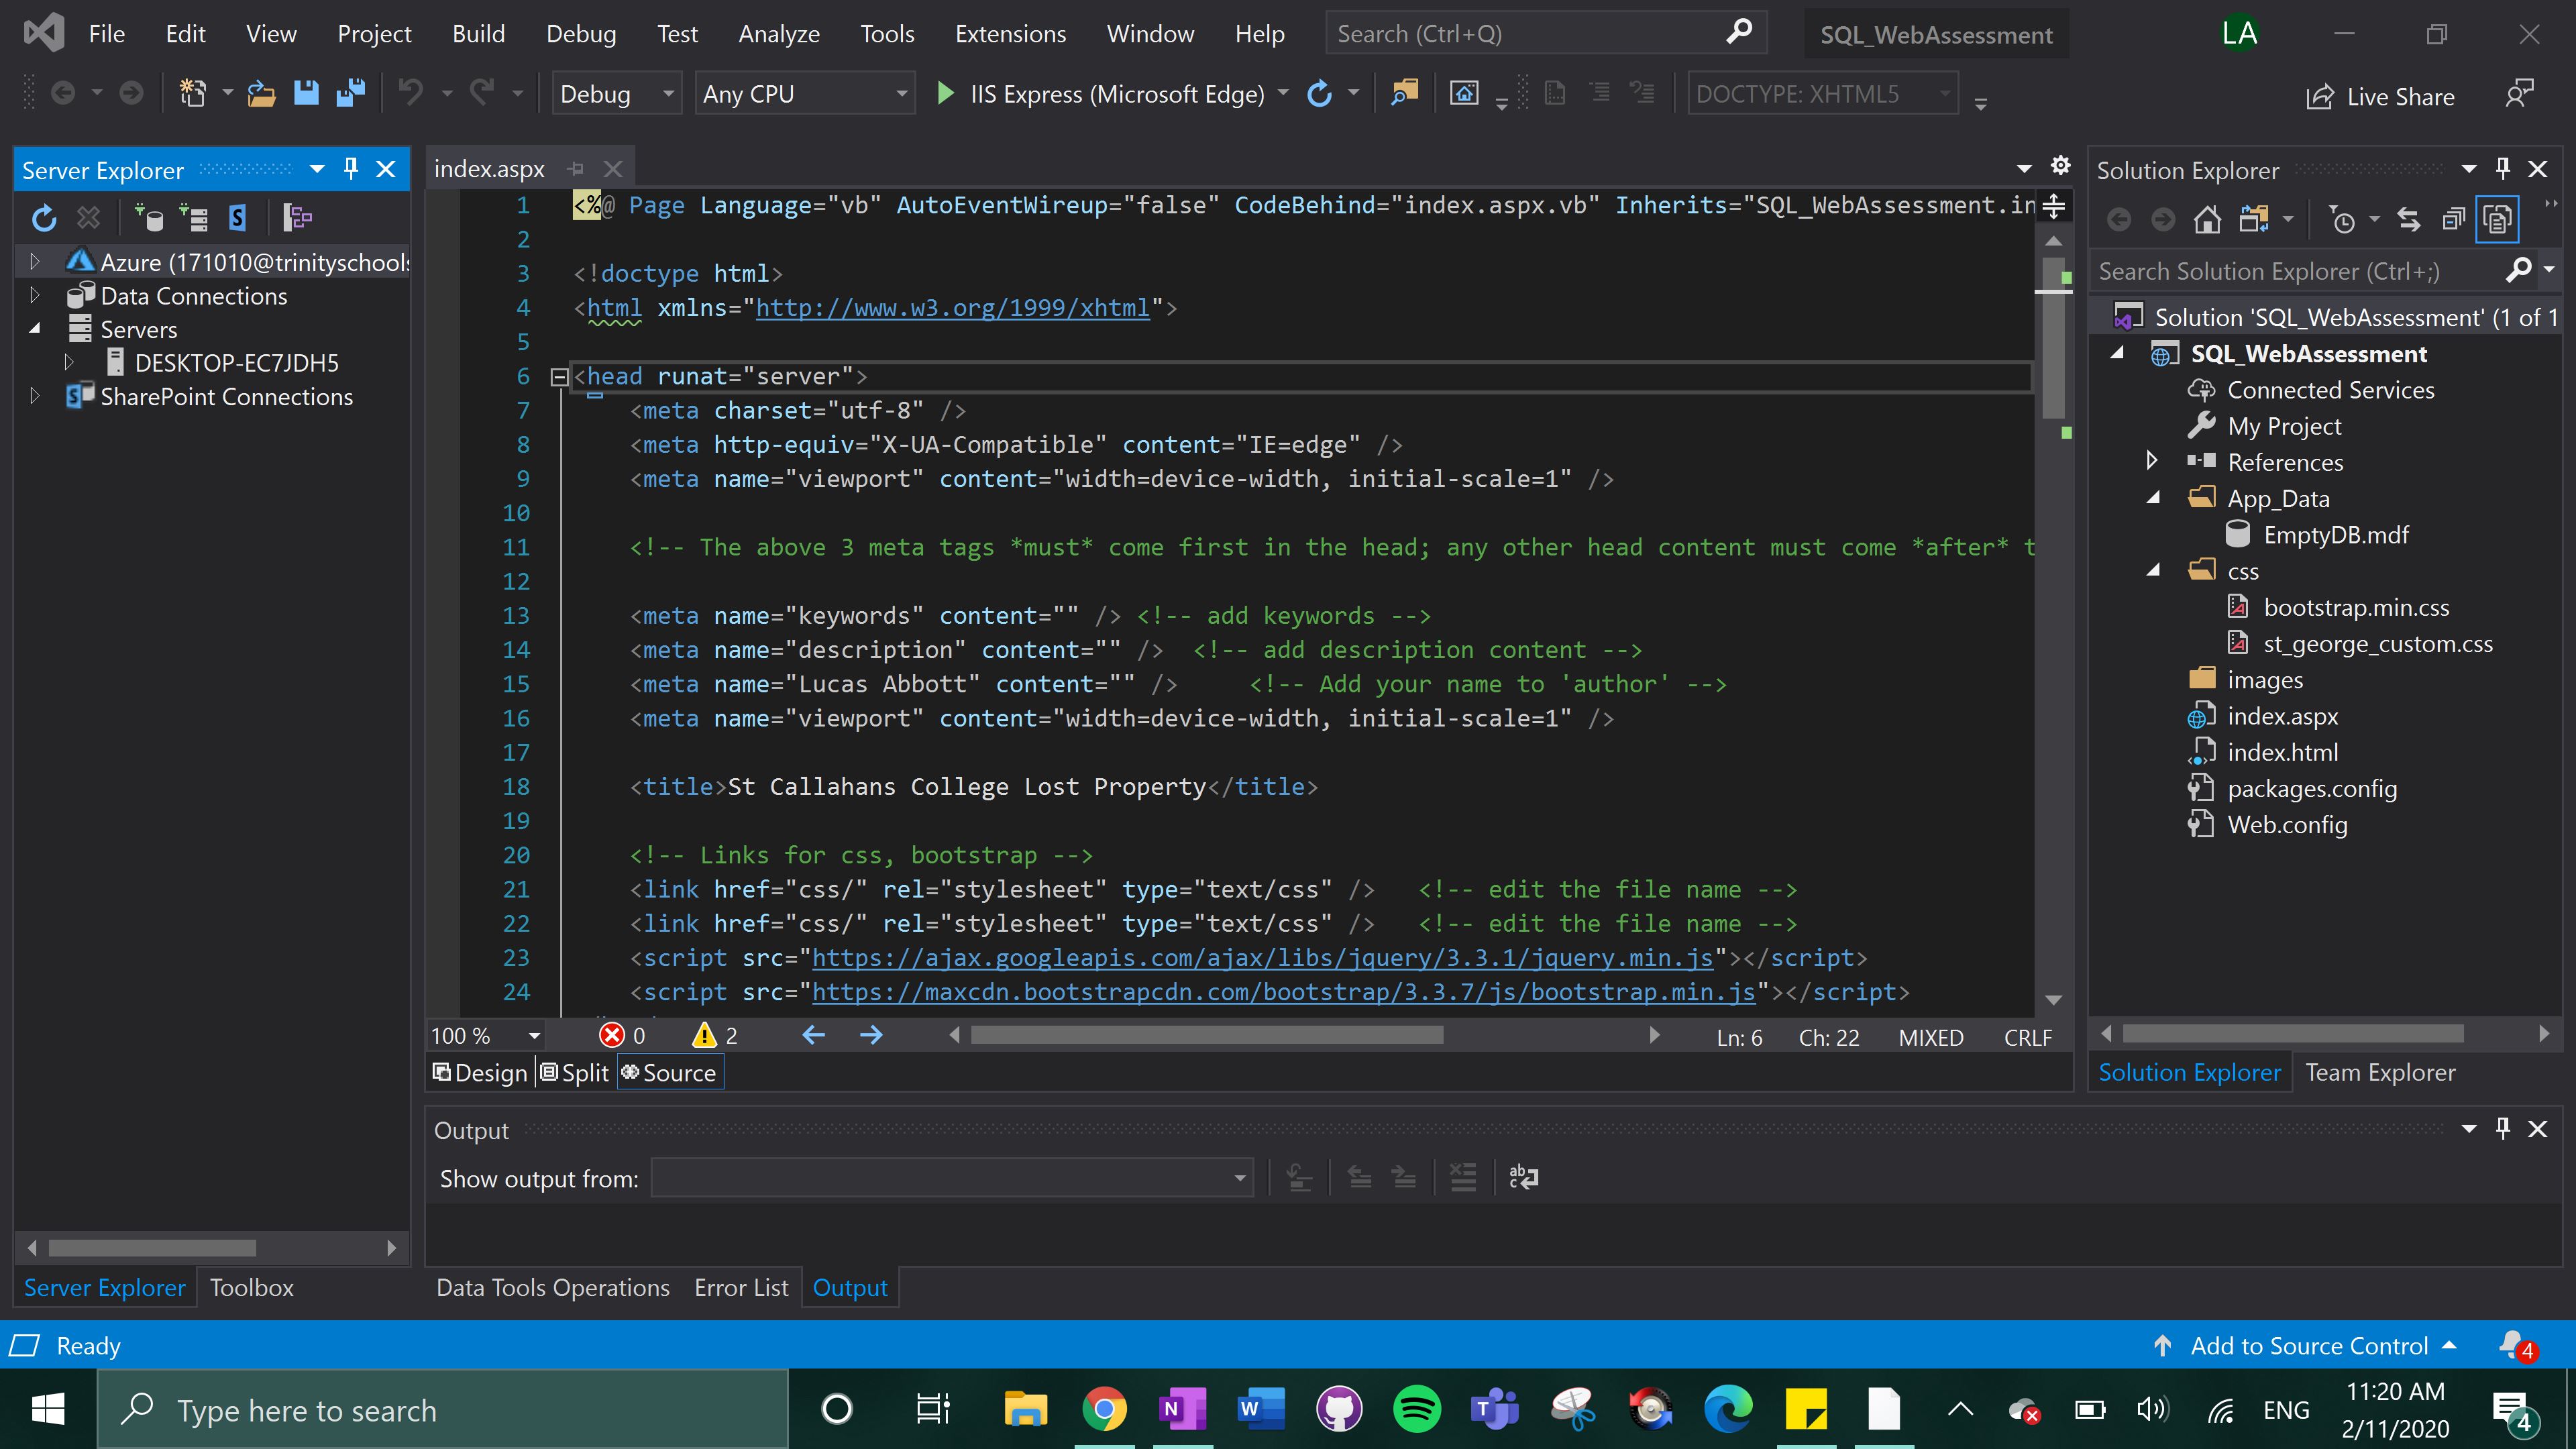 File Edit View Project Build Debug Test Analyze Tools Extensions Window Help Search (Ctrl+Q) SQL_WebAssessment LA
Debug Any CPU IIS Express (Microsoft Edge) DOCTYPE: XHTML5 Live Share
Server Explorer
Azure (171010@trinityschools
Data Connections
Servers
DESKTOP-EC7JDH5
SharePoint Connections
Server Explorer Toolbox
index.aspx
1 <%@ Page Language="vb" AutoEventWireup="false" CodeBehind="index.aspx.vb" Inherits="SQL_WebAssessment.in
2
3 <!doctype html>
4 <html xmlns="http://www.w3.org/1999/xhtml">
5
6 <head runat="server">
7 <meta charset="utf-8" />
8 <meta http-equiv="X-UA-Compatible" content="IE=edge" />
9 <meta name="viewport" content="width=device-width, initial-scale=1" />
10
11 <!-- The above 3 meta tags *must* come first in the head; any other head content must come *after* t
12
13 <meta name="keywords" content="" /> <!-- add keywords -->
14 <meta name="description" content="" /> <!-- add description content -->
15 <meta name="Lucas Abbott" content="" /> <!-- Add your name to 'author' -->
16 <meta name="viewport" content="width=device-width, initial-scale=1" />
17
18 <title>St Callahans College Lost Property</title>
19
20 <!-- Links for css, bootstrap -->
21 <link href="css/" rel="stylesheet" type="text/css" /> <!-- edit the file name -->
22 <link href="css/" rel="stylesheet" type="text/css" /> <!-- edit the file name -->
23 <script src="https://ajax.googleapis.com/ajax/libs/jquery/3.3.1/jquery.min.js"></script>
24 <script src="https://maxcdn.bootstrapcdn.com/bootstrap/3.3.7/js/bootstrap.min.js"></script>
100 % 0 2 Ln: 6 Ch: 22 MIXED CRLF
Design Split Source
Solution Explorer
Search Solution Explorer (Ctrl+;)
Solution 'SQL_WebAssessment' (1 of 1
SQL_WebAssessment
Connected Services
My Project
References
App_Data
EmptyDB.mdf
css
bootstrap.min.css
st_george_custom.css
images
index.aspx
index.html
packages.config
Web.config
Solution Explorer Team Explorer
Output
Show output from:
Data Tools Operations Error List Output
Ready Add to Source Control 4
Type here to search ENG 11:20 AM
2/11/2020 4